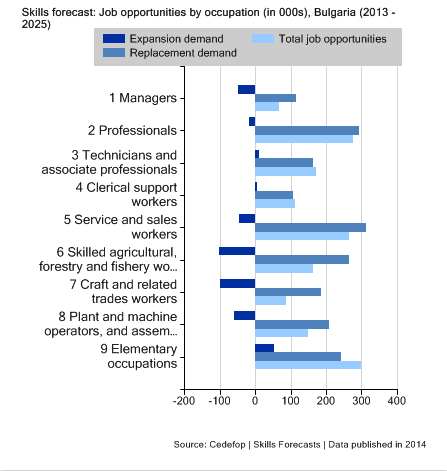 Skills forecast: Job opportunities by occupation (in 000s), Bulgaria (2013 -
2025)
Expansion demand
Total job opportunities
Replacement demand
1 Managers
2 Professionals
3 Technicians and
associate professionals
4 Clerical support
workers
5 Service and sales
workers
6 Skilled agricultural,
forestry and fishery wo...
7 Craft and related
trades workers
8 Plant and machine
operators, and assem...
9 Elementary
occupations
-200 -100 0 100 200 300 400
Source: Cedefop | Skills Forecasts | Data published in 2014